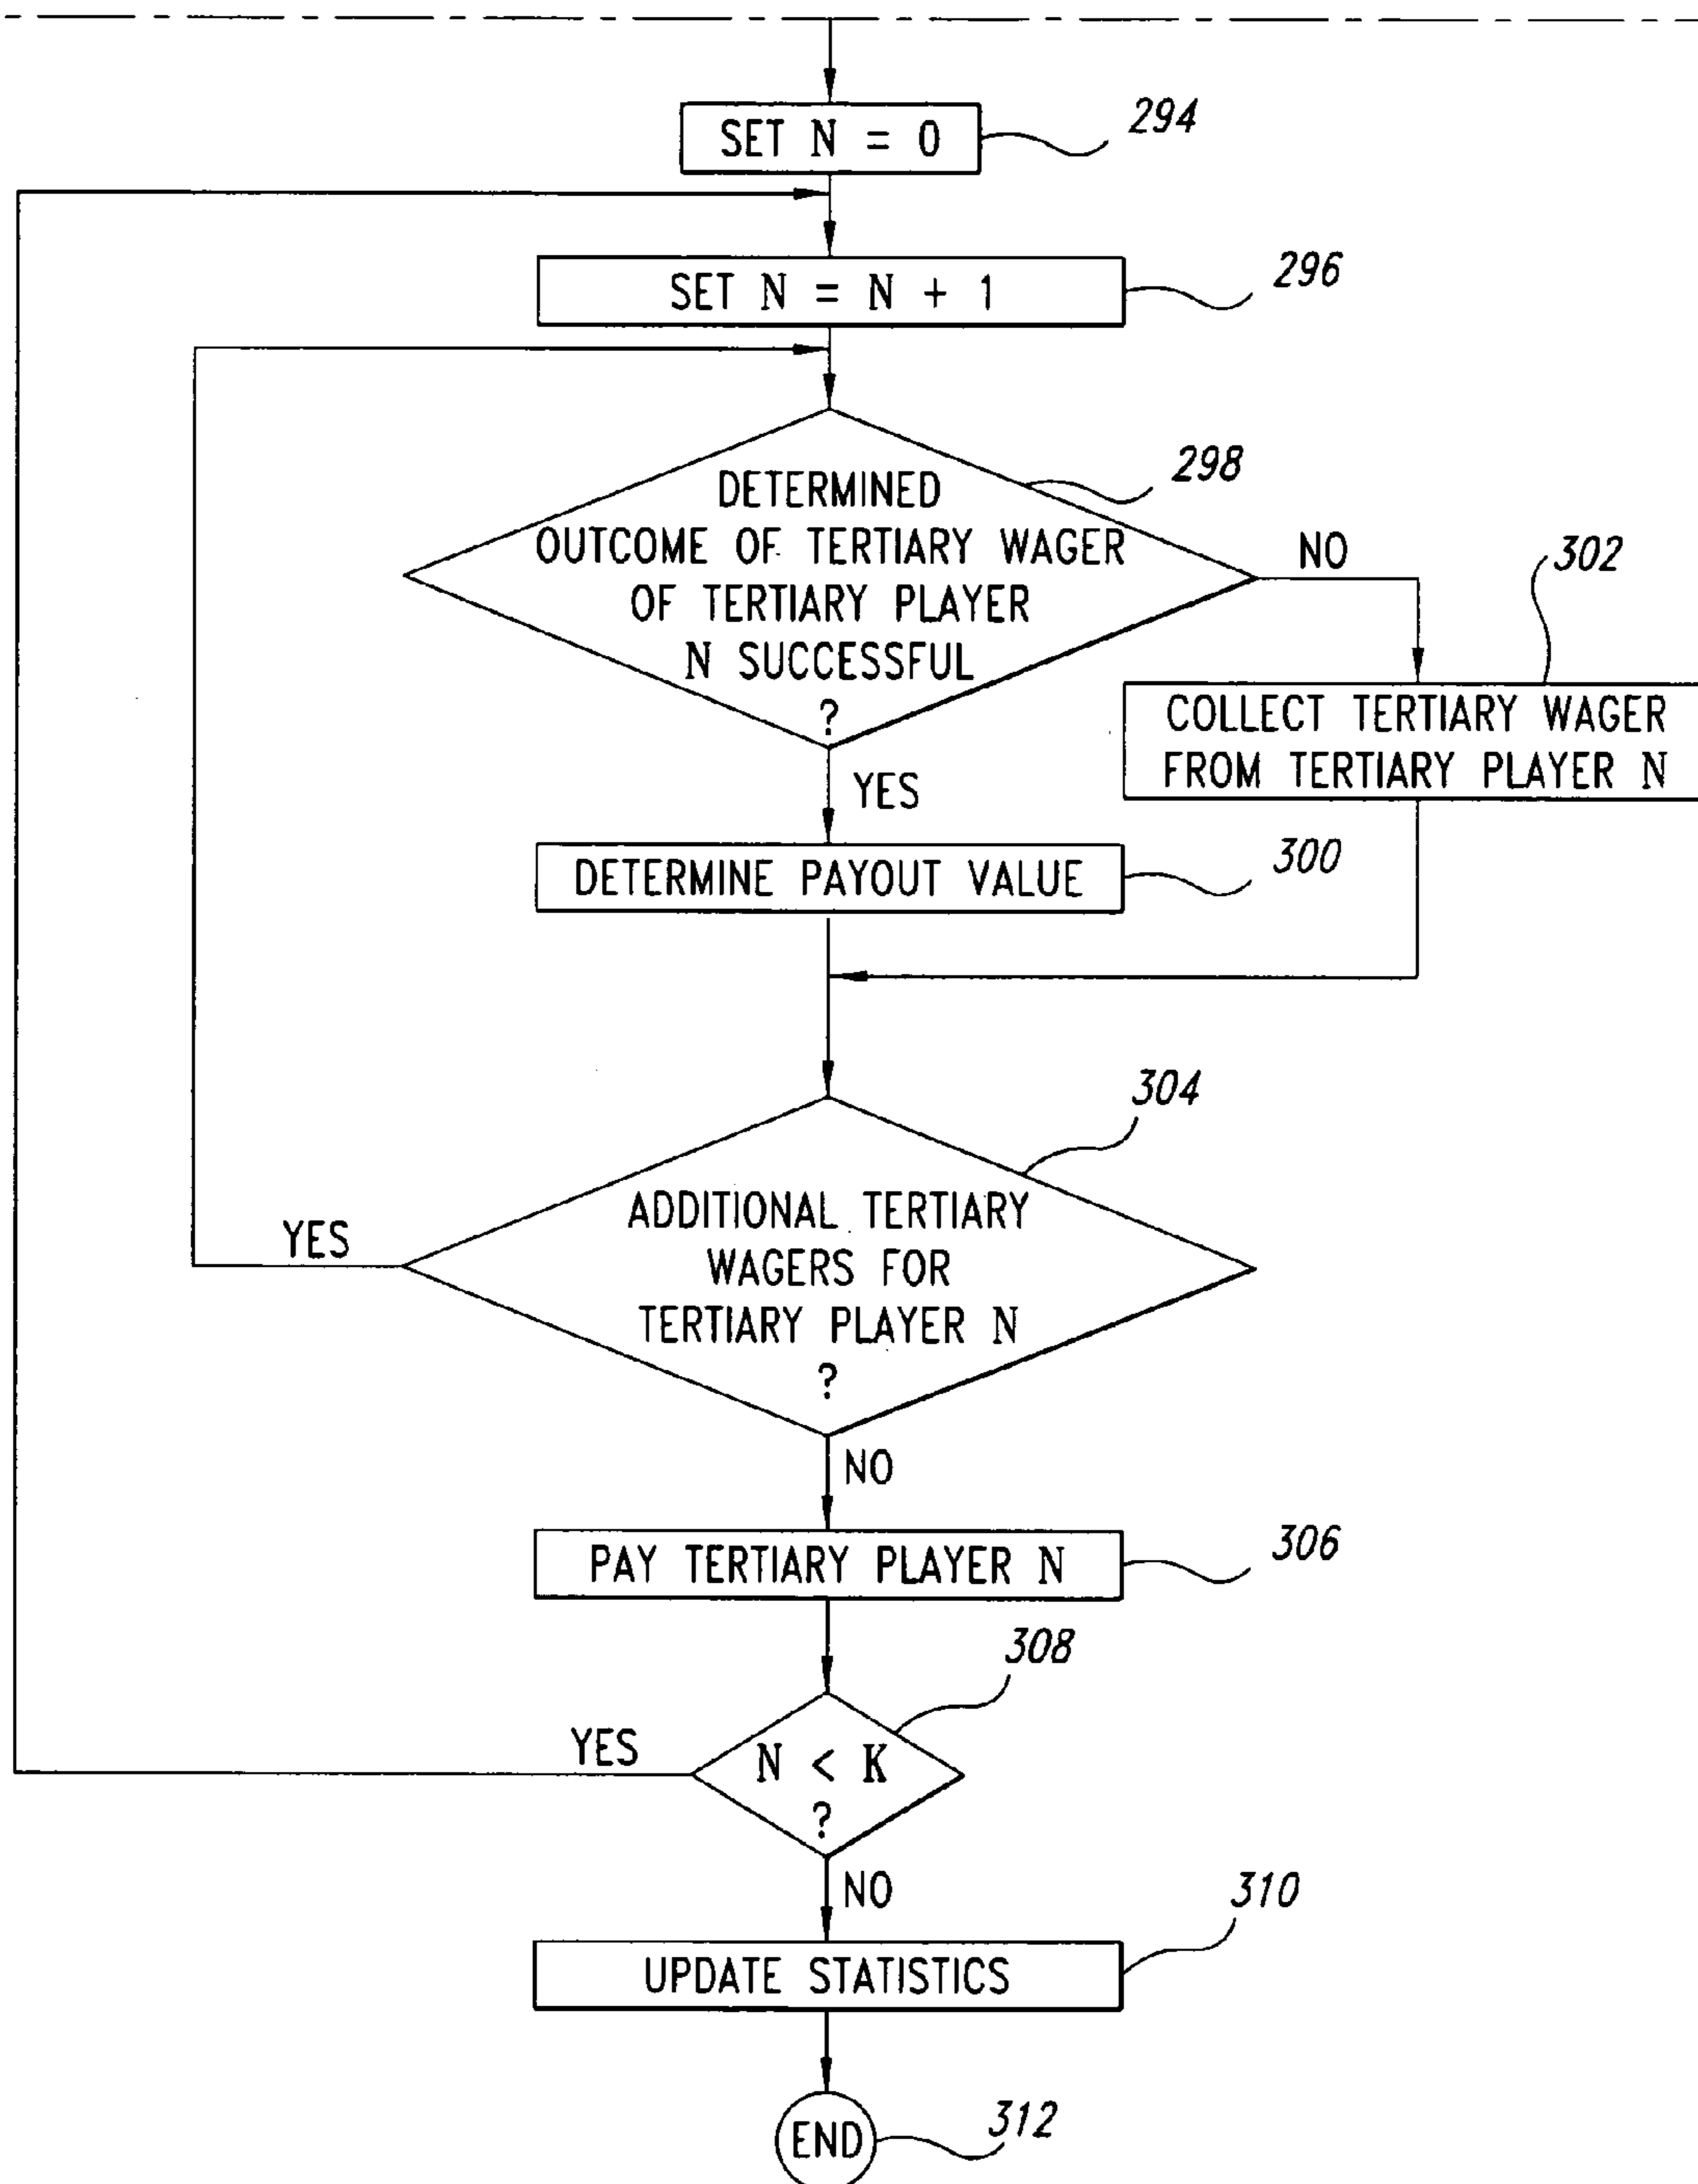 SET N = 0
294
SET N = N + 1
296
298
DETERMINED
OUTCOME OF TERTIARY WAGER
OF TERTIARY PLAYER
N SUCCESSFUL
?
NO
302
COLLECT TERTIARY WAGER
FROM TERTIARY PLAYER N
YES
DETERMINE PAYOUT VALUE
300
304
ADDITIONAL TERTIARY
WAGERS FOR
TERTIARY PLAYER N
?
YES
NO
PAY TERTIARY PLAYER N
306
308
N < K
?
YES
NO
310
UPDATE STATISTICS
END
312